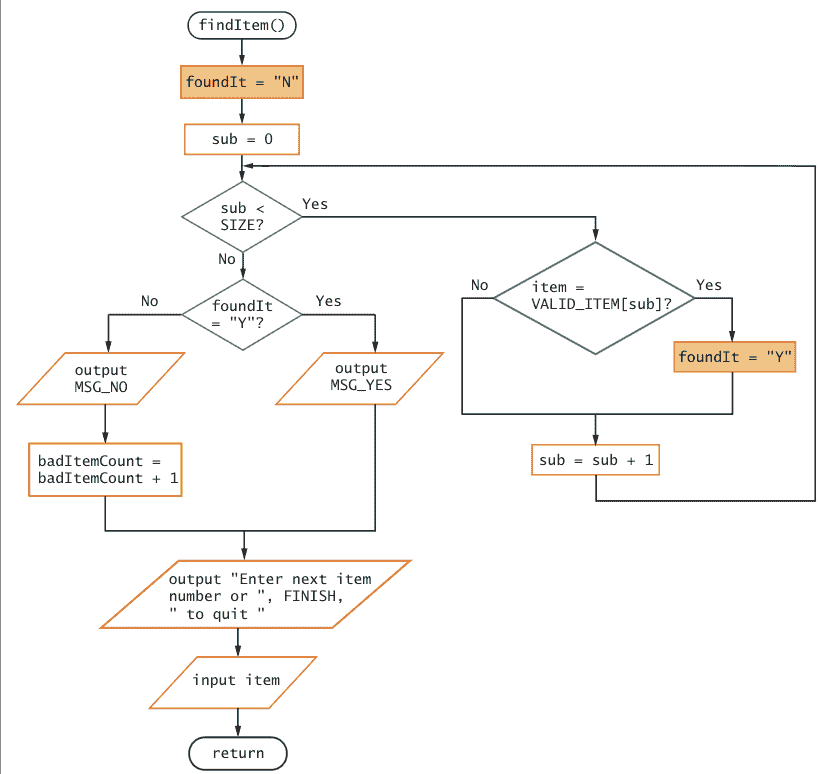 findItem()
foundIt = "N"
sub = 0
sub <
SIZE?
Yes
No
item =
VALID_ITEM[sub]?
No
Yes
foundIt = "Y"
sub = sub + 1
foundIt
= "Y"?
No
Yes
output
MSG_NO
output
MSG_YES
badItemCount =
badItemCount + 1
output "Enter next item
number or ", FINISH,
" to quit "
input item
return